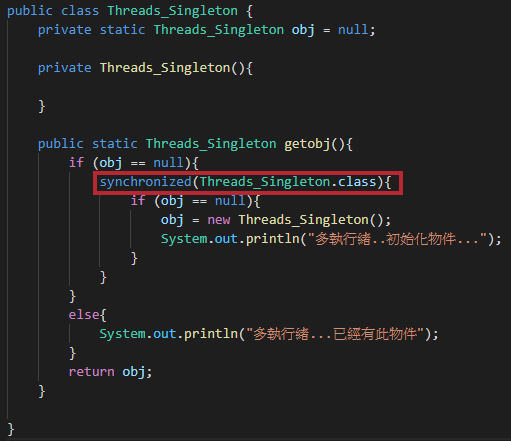 public class Threads_Singleton {
    private static Threads_Singleton obj = null;
    private Threads_Singleton(){
    }
    public static Threads_Singleton getobj(){
        if (obj == null){
            synchronized(Threads_Singleton.class){
                if (obj == null){
                    obj = new Threads_Singleton();
                    System.out.println("多執行緒..初始化物件...");
                }
            }
        }
        else{
            System.out.println("多執行緒...已經有此物件");
        }
        return obj;
    }
}